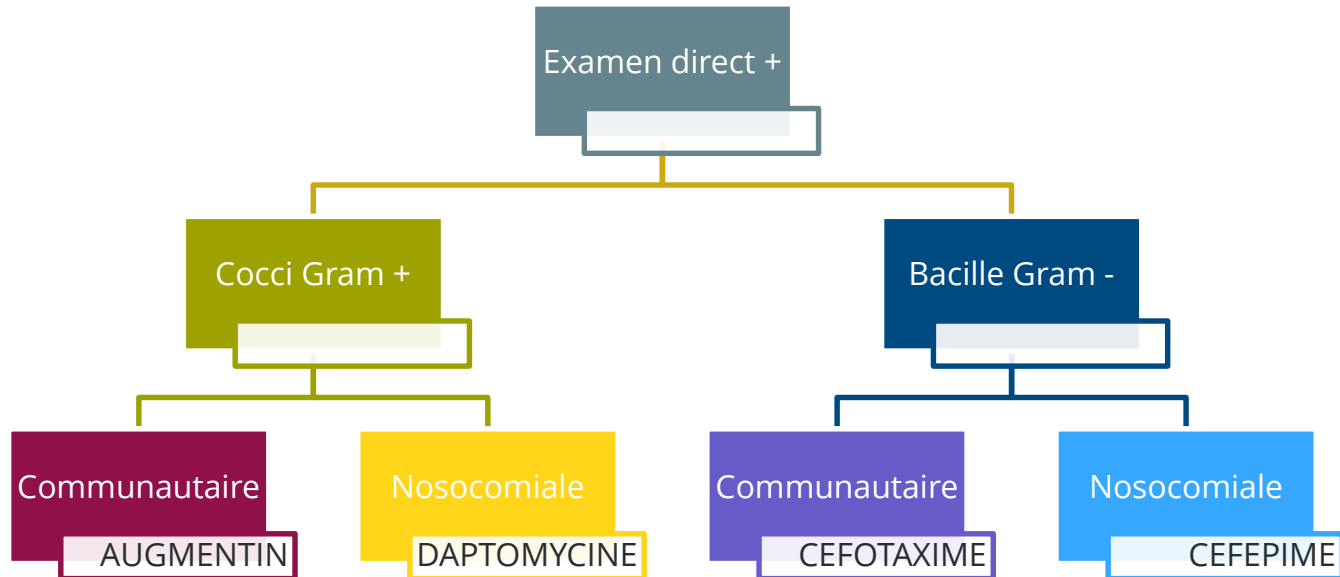 Examen direct +
Cocci Gram +
Bacille Gram -
Communautaire
AUGMENTIN
Nosocomiale
DAPTOMYCINE
Communautaire
CEFOTAXIME
Nosocomiale
CEFEPIME